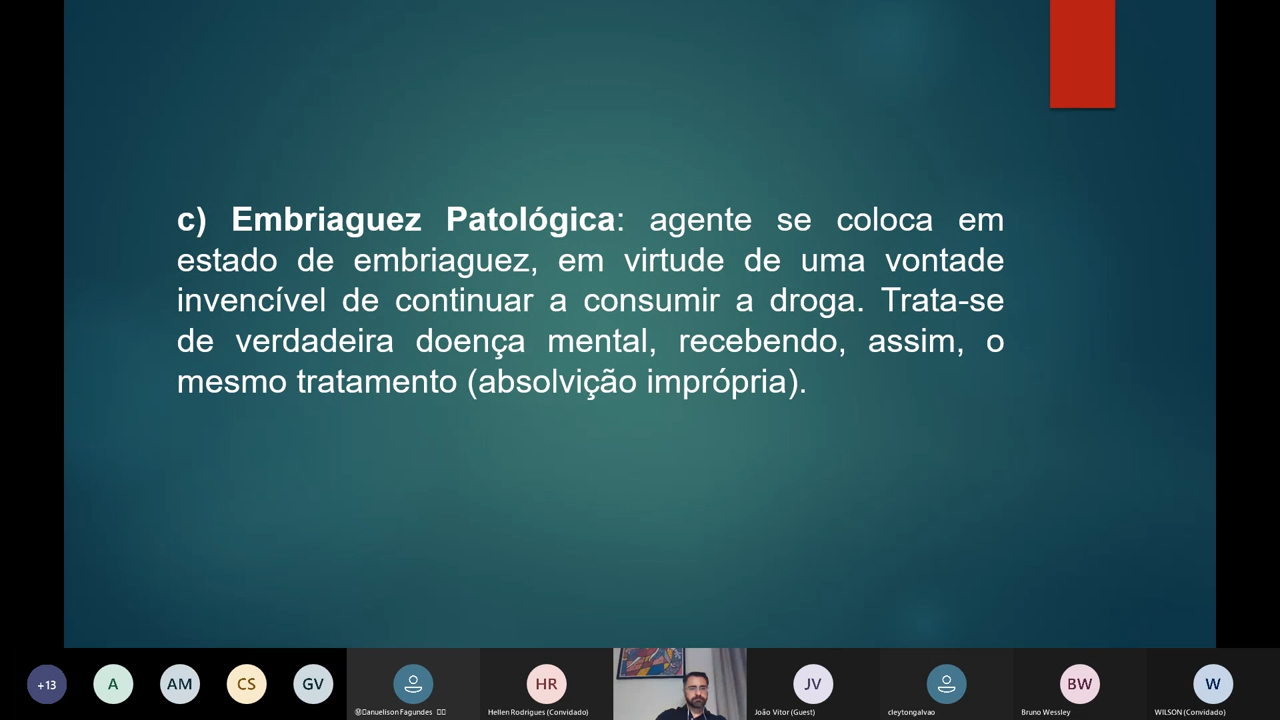 c) Embriaguez Patológica: agente se coloca em
estado de embriaguez, em virtude de uma vontade
invencível de continuar a consumir a droga. Trata-se
de verdadeira doença mental, recebendo, assim, o
mesmo tratamento (absolvição imprópria).
+13
A
AM
CS
GV
HR
JV
BW
W
anuelison Fagundes
Hellen Rodrigues (Convidado)
João Vitor (Guest)
cleytongalvao
Bruno Wessley
WILSON (Convidado)